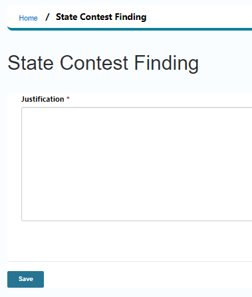 Home / State Contest Finding
State Contest Finding
Justification *
Save